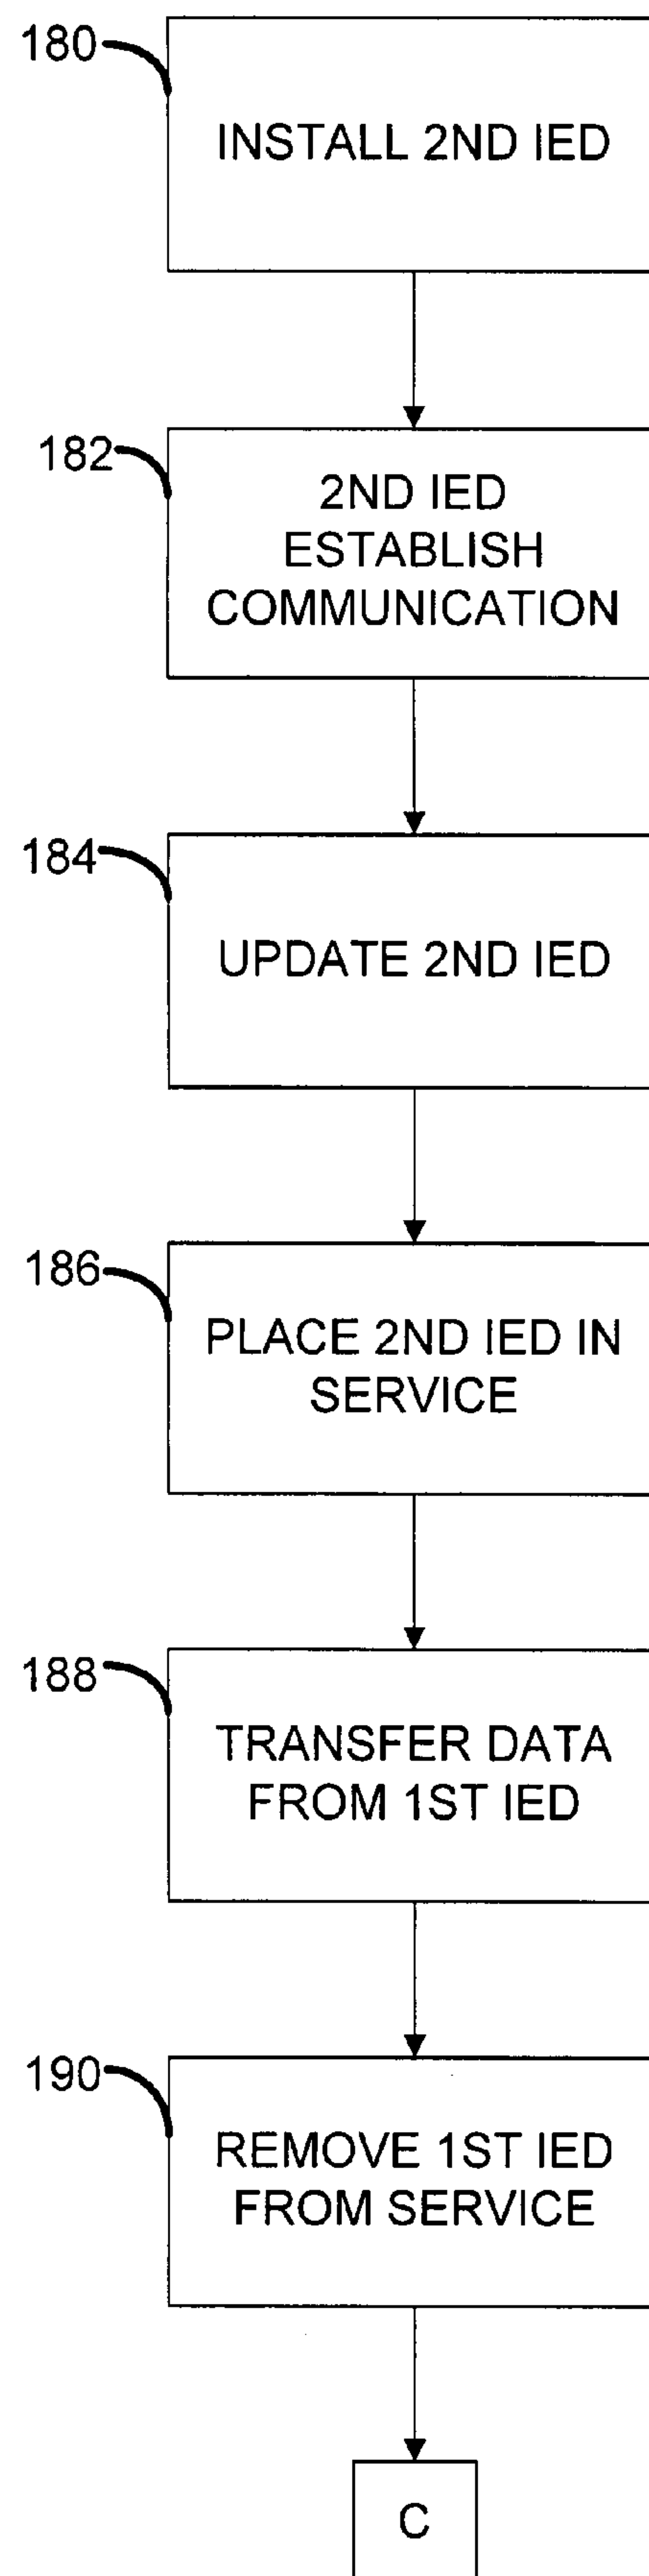 180
INSTALL 2ND IED
182
2ND IED
ESTABLISH
COMMUNICATION
184
UPDATE 2ND IED
186
PLACE 2ND IED IN
SERVICE
188
TRANSFER DATA
FROM 1ST IED
190
REMOVE 1ST IED
FROM SERVICE
C